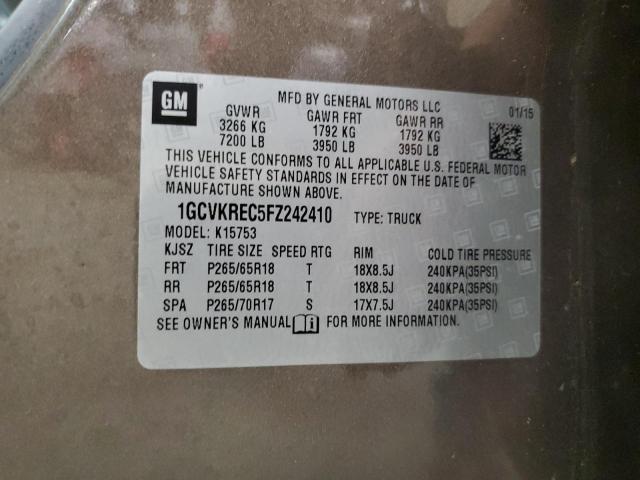 GM
MFD BY GENERAL MOTORS LLC
01/15
GVWR GAWR FRT GAWR RR
3266 KG 1792 KG 1792 KG
7200 LB 3950 LB 3950 LB
THIS VEHICLE CONFORMS TO ALL APPLICABLE U.S. FEDERAL MOTOR
VEHICLE SAFETY STANDARDS IN EFFECT ON THE DATE OF
MANUFACTURE SHOWN ABOVE.
1GCVKREC5FZ242410 TYPE: TRUCK
MODEL: K15753
KJSZ TIRE SIZE SPEED RTG RIM COLD TIRE PRESSURE
FRT P265/65R18 T 18X8.5J 240KPA(35PSI)
RR P265/65R18 T 18X8.5J 240KPA(35PSI)
SPA P265/70R17 S 17X7.5J 240KPA(35PSI)
SEE OWNER'S MANUAL FOR MORE INFORMATION.